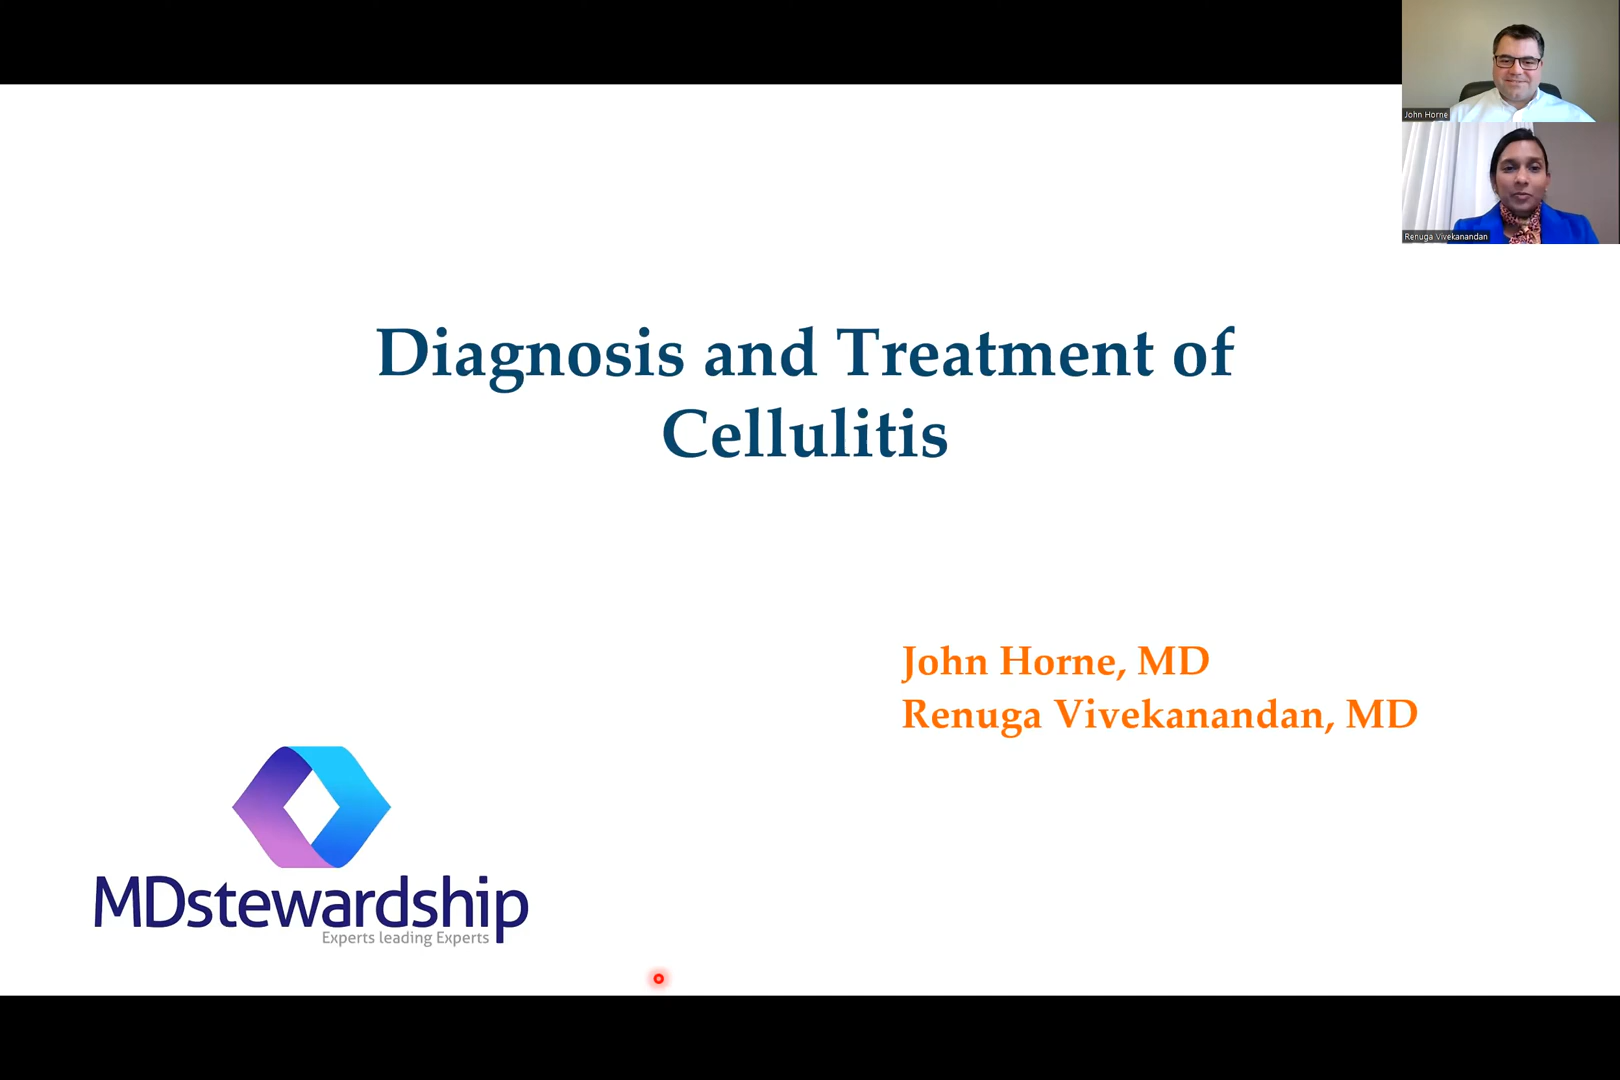 John Horne
Renuga Vivekanandan
Diagnosis and Treatment of
Cellulitis
John Horne, MD
Renuga Vivekanandan, MD
MDstewardship
Experts leading Experts